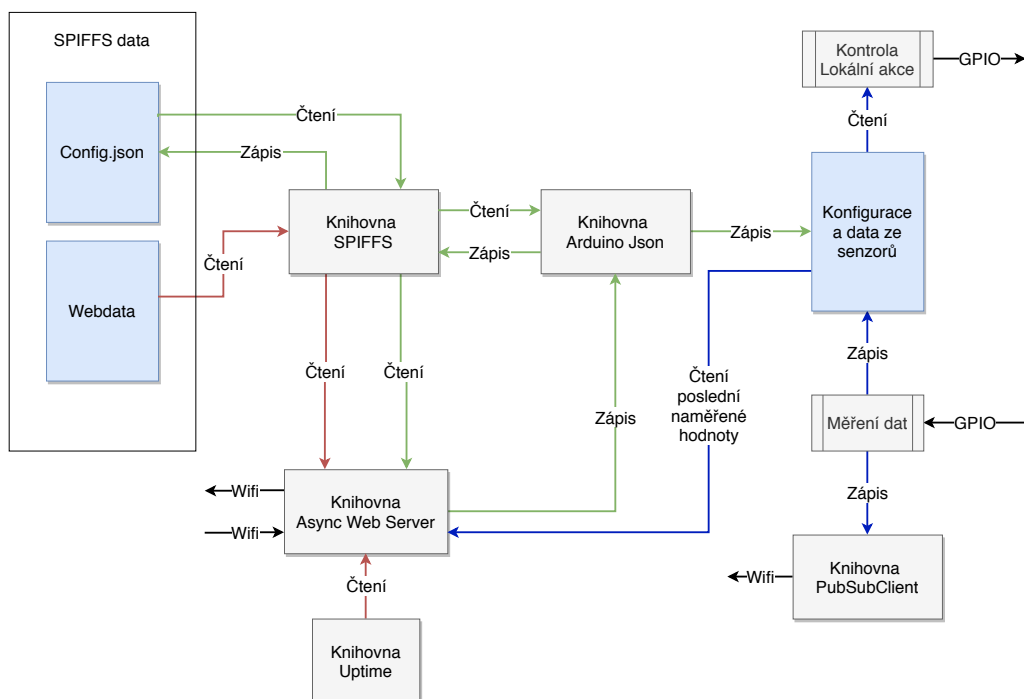 SPIFFS data
Kontrola
Lokální akce
GPIO
Čtení
Config.json
Čtení
Zápis
Konfigurace
a data ze
senzorů
Knihovna
SPIFFS
Čtení
Zápis
Knihovna
Arduino Json
Zápis
Čtení
Webdata
Čtení
Čtení
Čtení
poslední
naměřené
hodnoty
Zápis
Zápis
Měření dat
GPIO
Wifi
Wifi
Knihovna
Async Web Server
Zápis
Čtení
Wifi
Knihovna
PubSubClient
Knihovna
Uptime